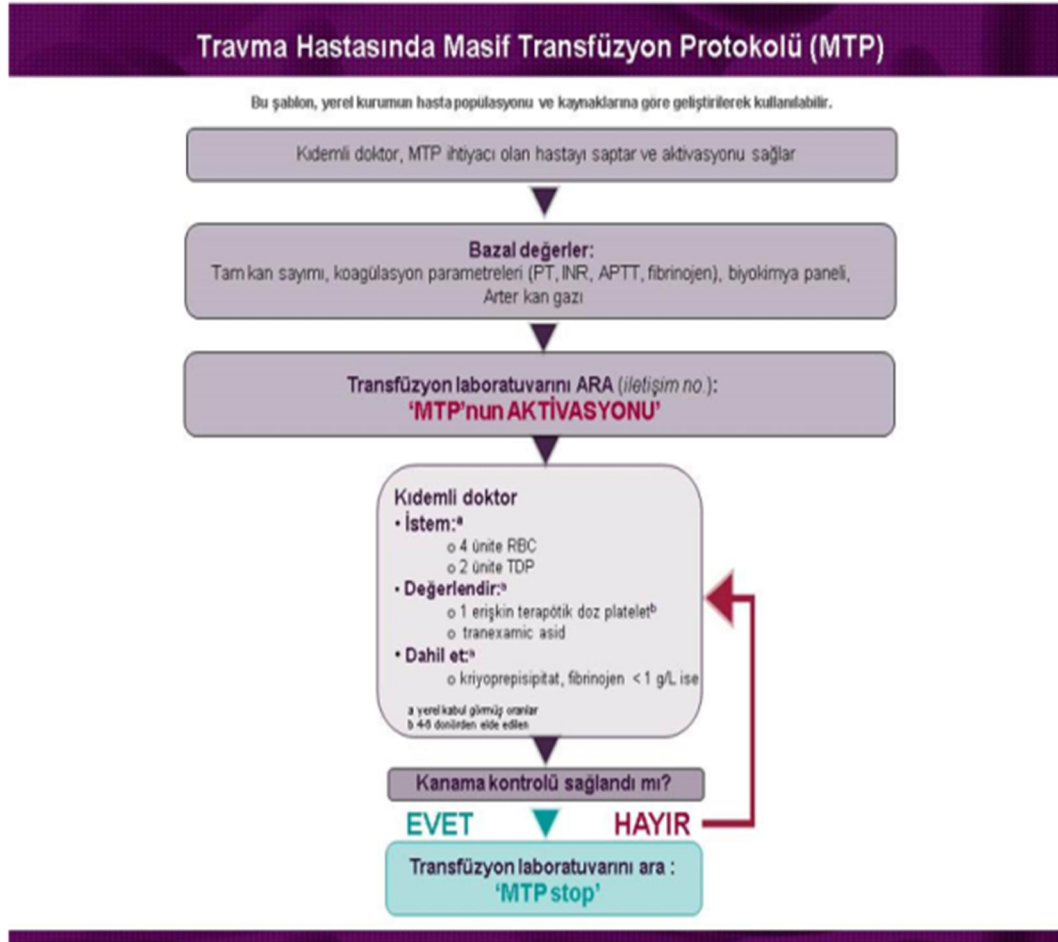 Travma Hastasında Masif Transfüzyon Protokolü (MTP)
Bu şablon, yerel kurumun hasta popülasyonu ve kaynaklarına göre geliştirilerek kullanılabilir.
Kıdemli doktor, MTP ihtiyacı olan hastayı saptar ve aktivasyonu sağlar
Bazal değerler:
Tam kan sayımı, koagülasyon parametreleri (PT, INR, APTT, fibrinojen), biyokimya paneli,
Arter kan gazı
Transfüzyon laboratuvarını ARA (iletişim no.):
‘MTP’nun AKTİVASYONU’
Kıdemli doktor
• İstem:ª
o 4 ünite RBC
o 2 ünite TDP
• Değerlendir:ª
o 1 erişkin terapötik doz plateletᵇ
o tranexamic asid
• Dahil et:ª
o kriyoprepisipitat, fibrinojen < 1 g/L ise
a yerel kabul görmüş oranlar
b 4-6 donörden elde edilen
Kanama kontrolü sağlandı mı?
EVET HAYIR
Transfüzyon laboratuvarını ara :
‘MTP stop’